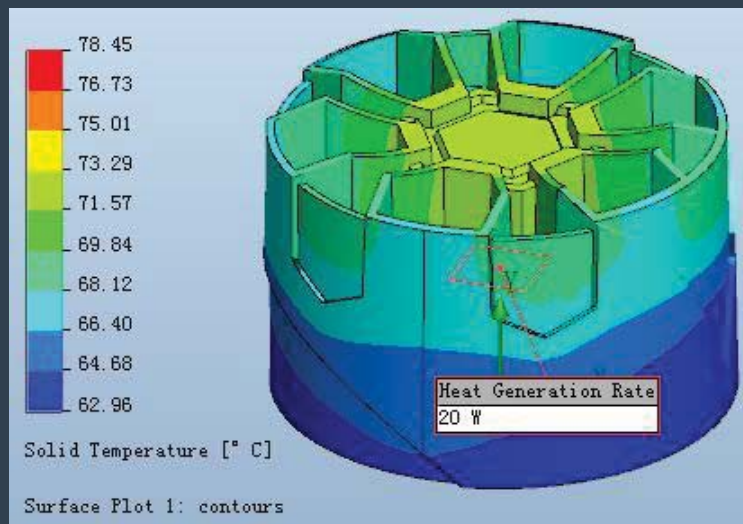 78.45
76.73
75.01
73.29
71.57
69.84
68.12
66.40
64.68
62.96
Solid Temperature [° C]
Surface Plot 1: contours
Heat Generation Rate
20 W
Y